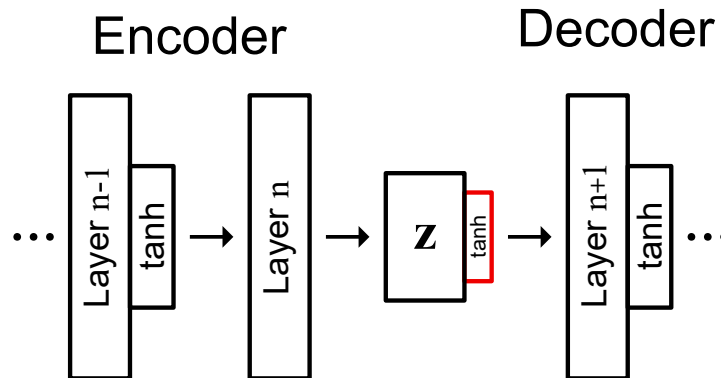 Encoder
Decoder
...
Layer n-1
tanh
Layer n
z
tanh
Layer n+1
tanh
...